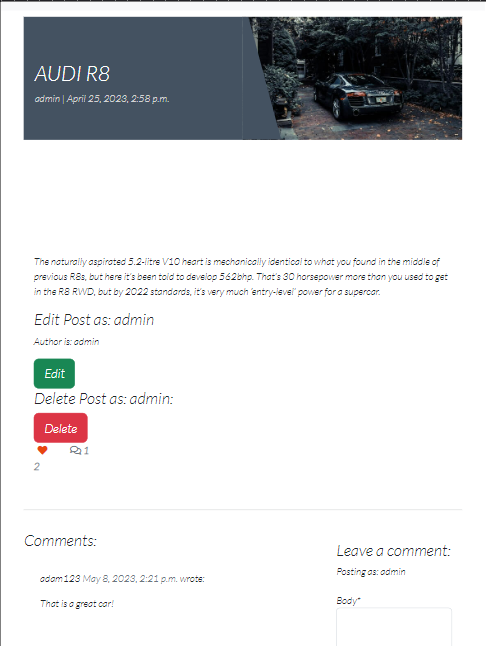 AUDI R8
admin | April 25, 2023, 2:58 p.m.
The naturally aspirated 5.2-litre V10 heart is mechanically identical to what you found in the middle of
previous R8s, but here it's been told to develop 562bhp. That's 30 horsepower more than you used to get
in the R8 RWD, but by 2022 standards, it's very much 'entry-level' power for a supercar.
Edit Post as: admin
Author is: admin
Edit
Delete Post as: admin:
Delete
1
2
Comments:
adam123 May 8, 2023, 2:21 p.m. wrote:
That is a great car!
Leave a comment:
Posting as: admin
Body*